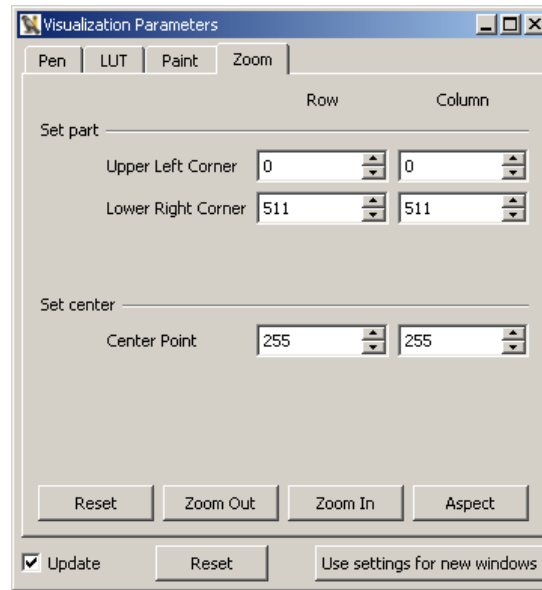 Visualization Parameters
Pen LUT Paint Zoom
Row Column
Set part
Upper Left Corner 0 0
Lower Right Corner 511 511
Set center
Center Point 255 255
Reset Zoom Out Zoom In Aspect
Update Reset Use settings for new windows